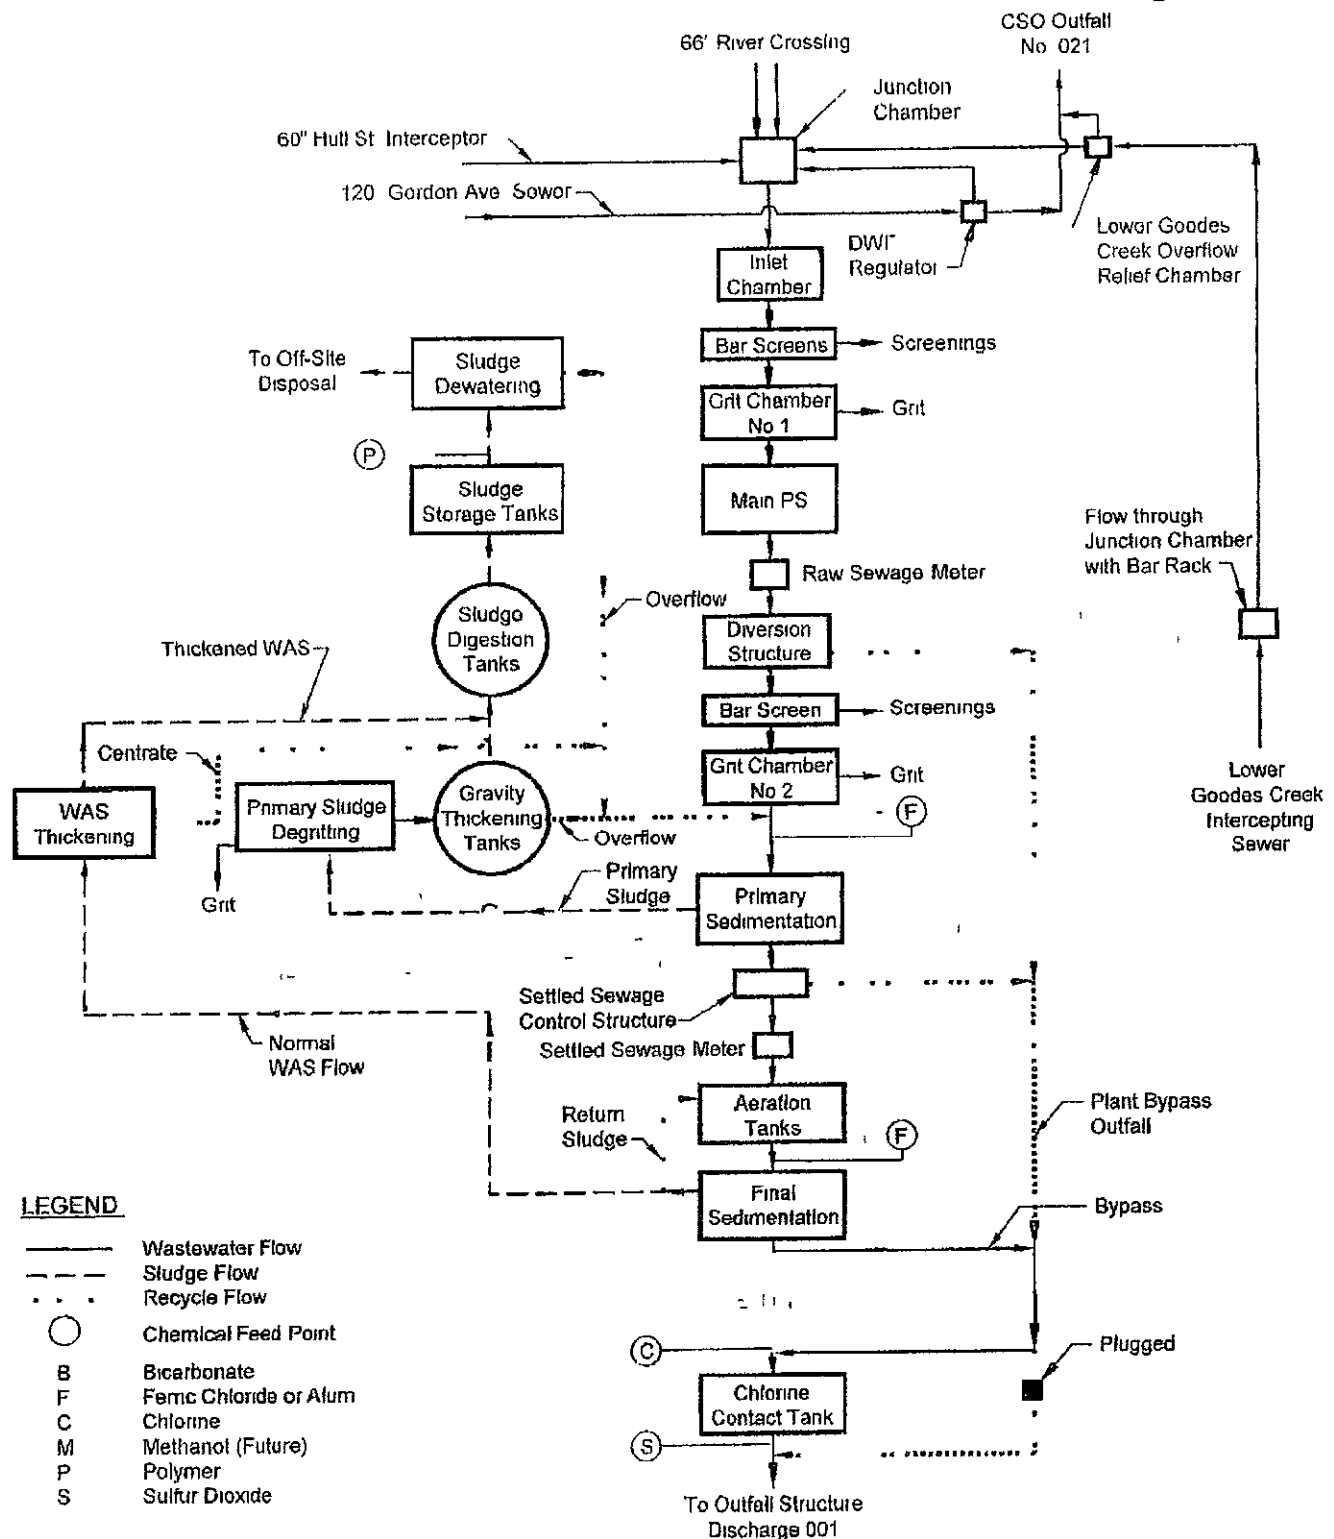 CSO Outfall
No 021
66' River Crossing
Junction
Chamber
60" Hull St Interceptor
120 Gordon Ave Sowor
DWF
Regulator
Lower Goodes
Creek Overflow
Relief Chamber
Inlet
Chamber
Bar Screens
Screenings
To Off-Site
Disposal
Sludge
Dewatering
Grit Chamber
No 1
Grit
P
Sludge
Storage Tanks
Main PS
Flow through
Junction Chamber
with Bar Rack
Raw Sewage Meter
Overflow
Sludgo
Digestion
Tanks
Diversion
Structure
Thickened WAS
Bar Screen
Screenings
Centrate
Grit Chamber
No 2
Grit
Lower
Goodes Creek
Intercepting
Sewer
WAS
Thickening
Primary Sludge
Degritting
Gravity
Thickening
Tanks
F
Overflow
Grit
Primary
Sludge
Primary
Sedimentation
Settled Sewage
Control Structure
Normal
WAS Flow
Settled Sewage Meter
Return
Sludge
Aeration
Tanks
F
Plant Bypass
Outfall
Final
Sedimentation
Bypass
LEGEND
Wastewater Flow
Sludge Flow
Recycle Flow
Chemical Feed Point
B Bicarbonate
F Ferric Chloride or Alum
C Chlorine
M Methanol (Future)
P Polymer
S Sulfur Dioxide
C
Plugged
Chlorine
Contact Tank
S
To Outfall Structure
Discharge 001